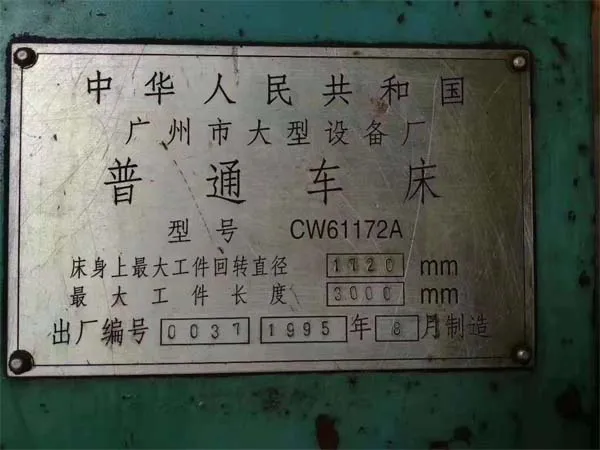 中华人民共和国
广州市大型设备厂
普通车床
型号 CW61172A
床身上最大工件回转直径 1720 mm
最大工件长度 3000 mm
出厂编号 0037 1995 年 8 月制造